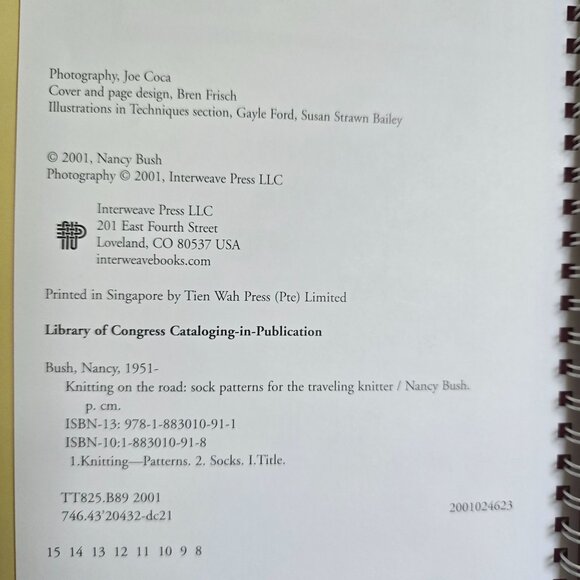 Photography, Joe Coca
Cover and page design, Bren Frisch
Illustrations in Techniques section, Gayle Ford, Susan Strawn Bailey
© 2001, Nancy Bush
Photography © 2001, Interweave Press LLC
Interweave Press LLC
201 East Fourth Street
Loveland, CO 80537 USA
interweavebooks.com
Printed in Singapore by Tien Wah Press (Pte) Limited
Library of Congress Cataloging-in-Publication
Bush, Nancy, 1951-
Knitting on the road: sock patterns for the traveling knitter / Nancy Bush.
p. cm.
ISBN-13: 978-1-883010-91-1
ISBN-10:1-883010-91-8
1.Knitting—Patterns. 2. Socks. I.Title.
TT825.B89 2001
746.43'20432-dc21
2001024623
15 14 13 12 11 10 9 8